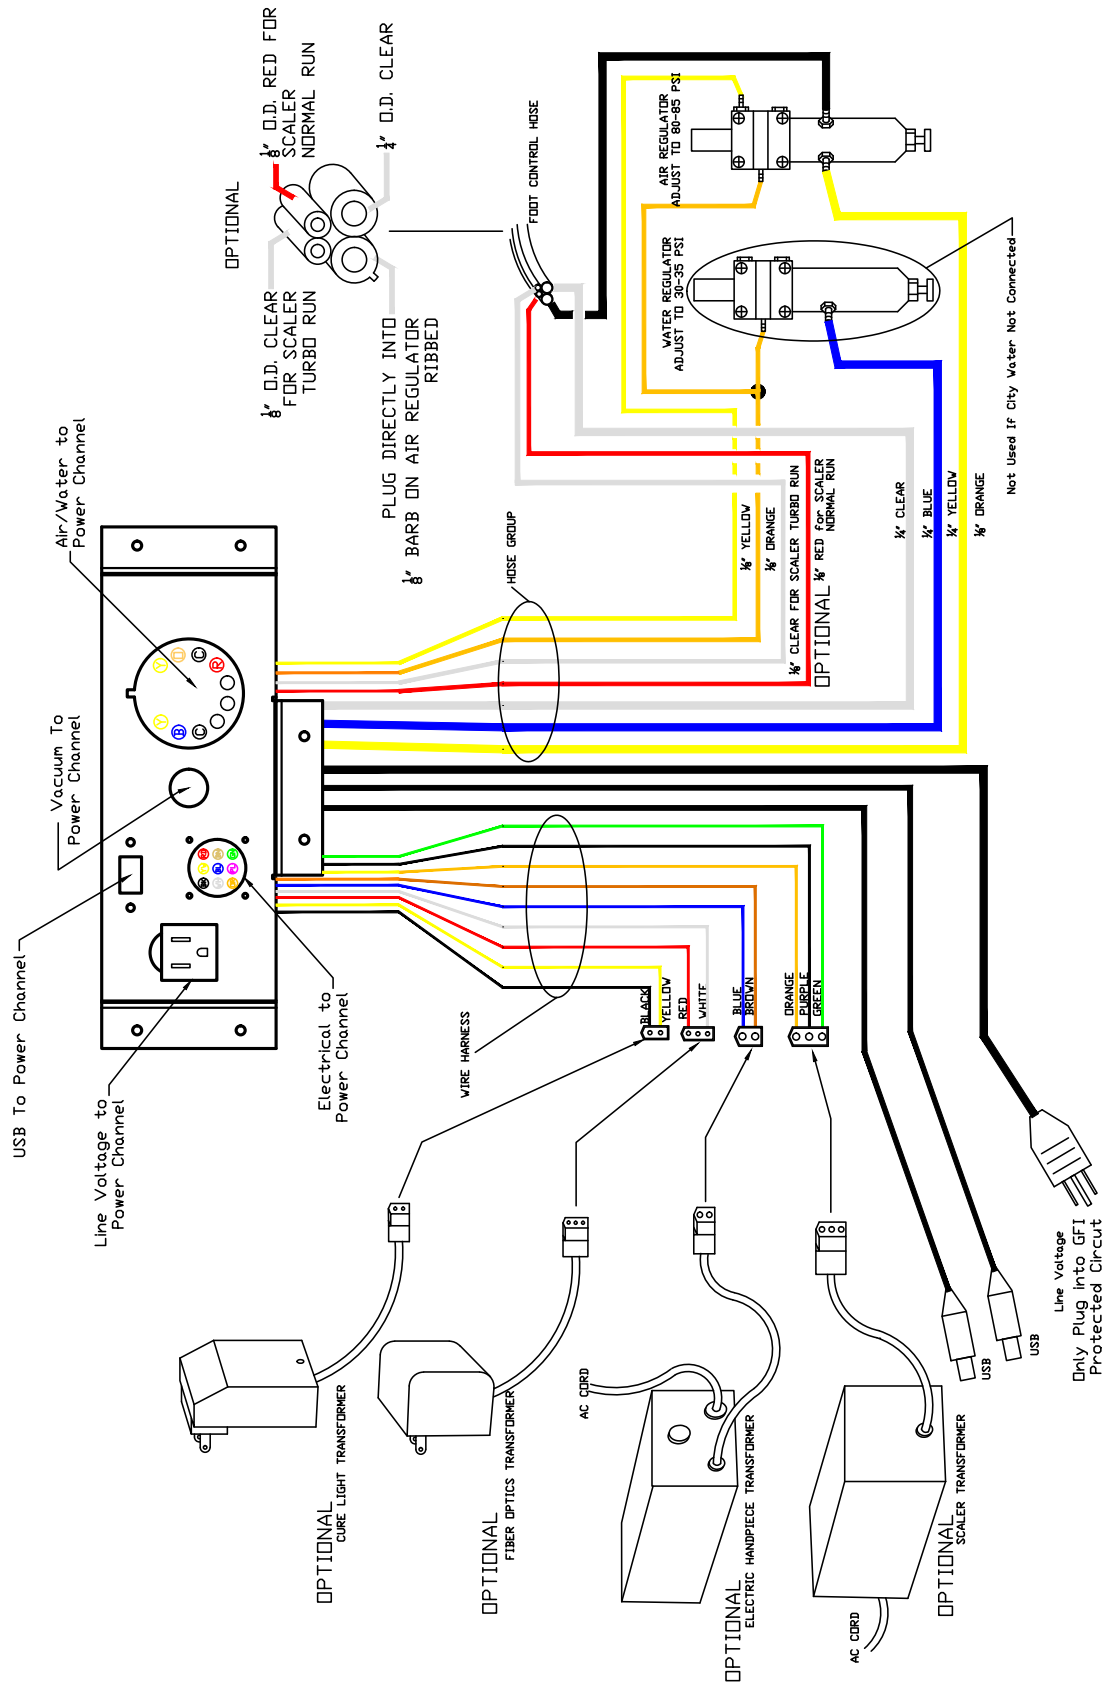 OPTIONAL
⅛" O.D. RED FOR
SCALER
NORMAL RUN
¼" O.D. CLEAR
⅛" O.D. CLEAR
FOR SCALER
TURBO RUN
PLUG DIRECTLY INTO
⅛" BARB ON AIR REGULATOR
RIBBED
FOOT CONTROL HOSE
AIR REGULATOR
ADJUST TO 80-85 PSI
WATER REGULATOR
ADJUST TO 30-35 PSI
Not Used If City Water Not Connected
Air/Water to
Power Channel
Vacuum To
Power Channel
USB To Power Channel
Line Voltage to
Power Channel
Electrical to
Power Channel
Y
O
C
R
Y
B
C
HOSE GROUP
⅛" YELLOW
⅛" ORANGE
⅛" CLEAR FOR SCALER TURBO RUN
OPTIONAL
⅛" RED for SCALER
NORMAL RUN
¼" CLEAR
¼" BLUE
¼" YELLOW
⅛" ORANGE
WIRE HARNESS
BLACK
YELLOW
RED
WHITE
BLUE
BROWN
ORANGE
PURPLE
GREEN
OPTIONAL
CURE LIGHT TRANSFORMER
OPTIONAL
FIBER OPTICS TRANSFORMER
AC CORD
OPTIONAL
ELECTRIC HANDPIECE TRANSFORMER
AC CORD
OPTIONAL
SCALER TRANSFORMER
USB
USB
Line Voltage
Only Plug into GFI
Protected Circut